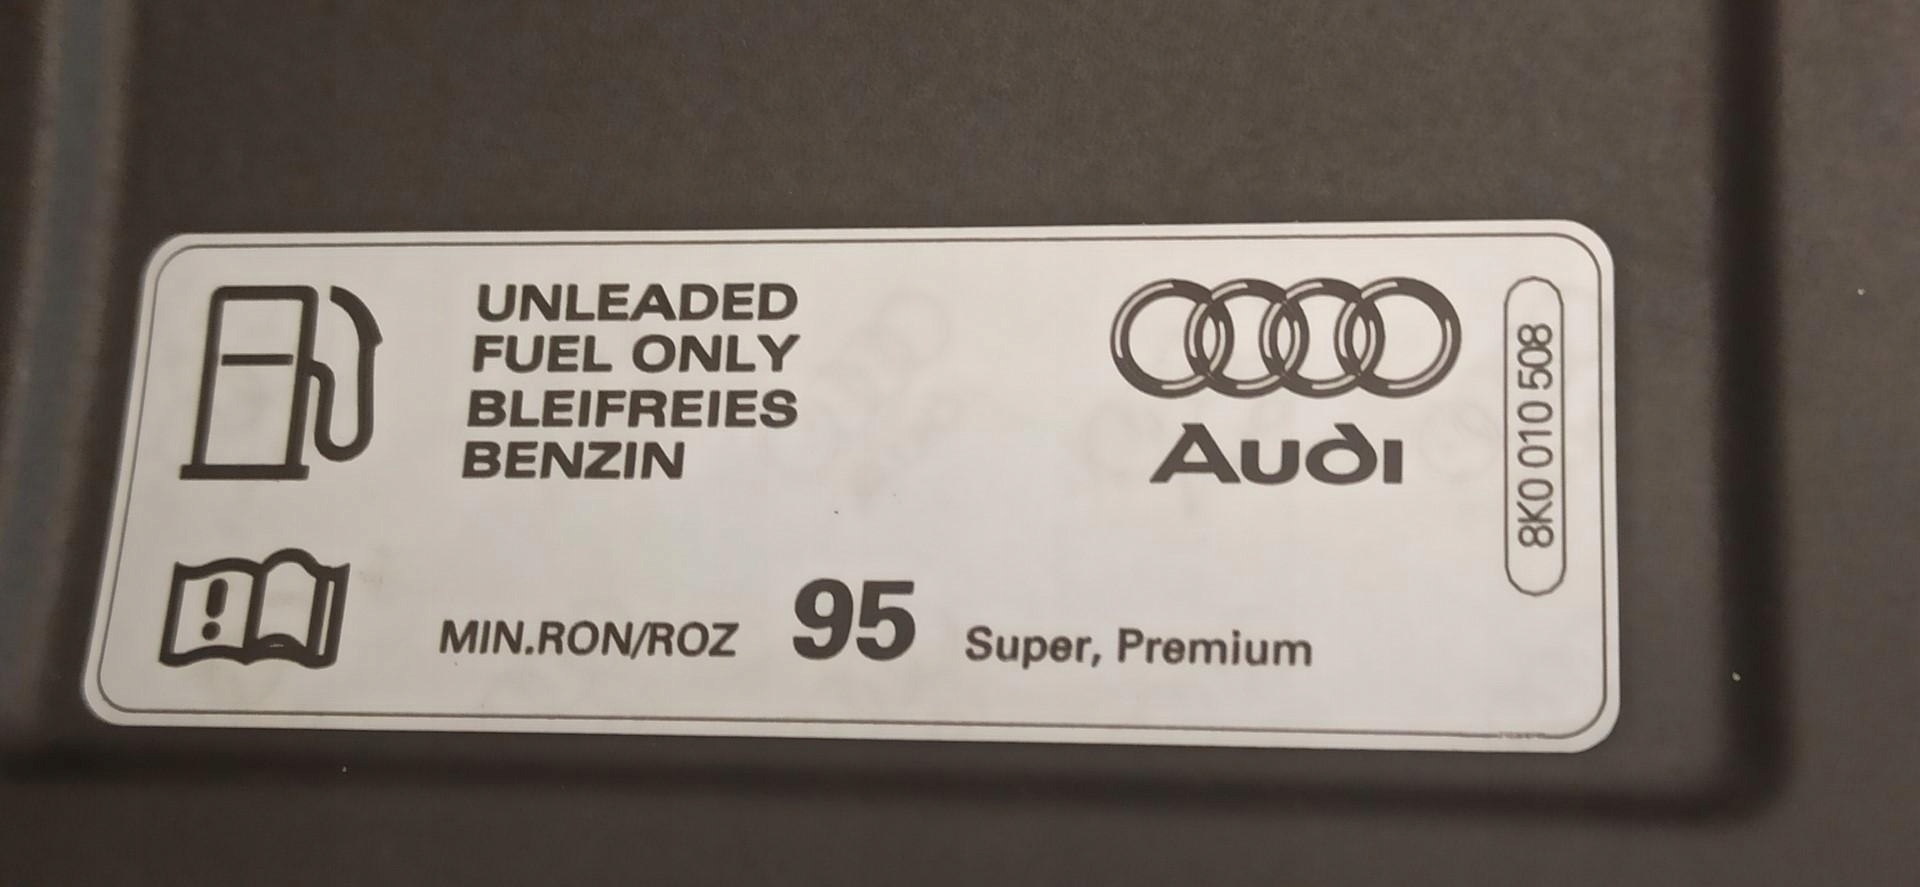 UNLEADED
FUEL ONLY
BLEIFREIES
BENZIN
Audi
8K0 010 508
MIN.RON/ROZ 95 Super, Premium